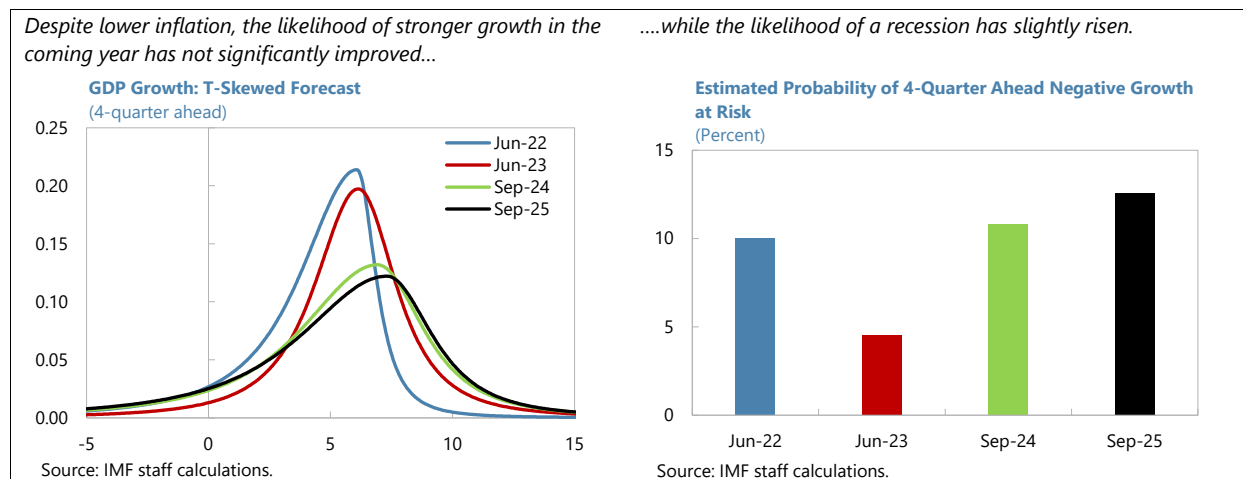 Despite lower inflation, the likelihood of stronger growth in the
coming year has not significantly improved…
GDP Growth: T-Skewed Forecast
(4-quarter ahead)
0.25
0.20
0.15
0.10
0.05
0.00
-5
0
5
10
15
Jun-22
Jun-23
Sep-24
Sep-25
Source: IMF staff calculations.
….while the likelihood of a recession has slightly risen.
Estimated Probability of 4-Quarter Ahead Negative Growth
at Risk
(Percent)
15
10
5
0
Jun-22
Jun-23
Sep-24
Sep-25
Source: IMF staff calculations.